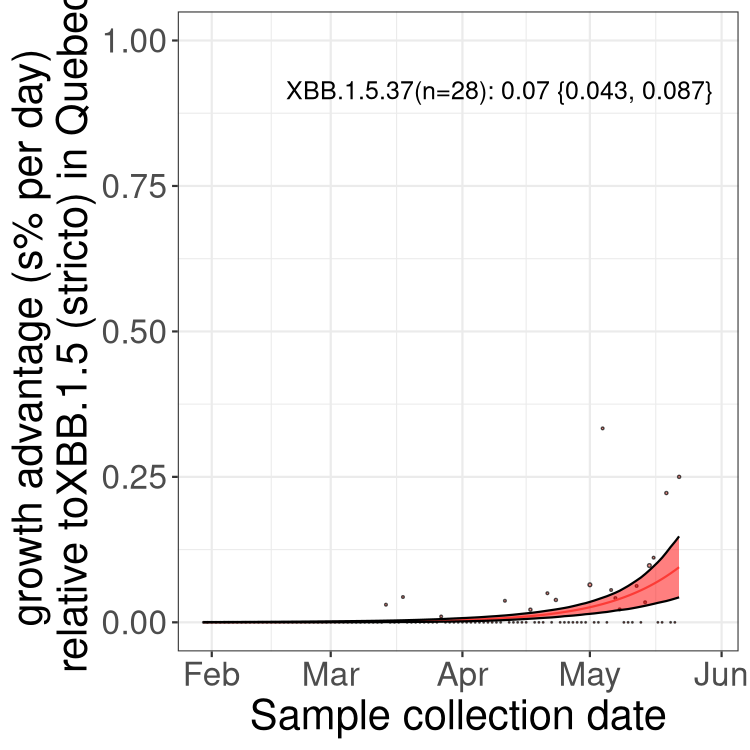 growth advantage (s% per day)
relative toXBB.1.5 (stricto) in Quebec
1.00
0.75
0.50
0.25
0.00
XBB.1.5.37(n=28): 0.07 {0.043, 0.087}
Feb Mar Apr May Jun
Sample collection date